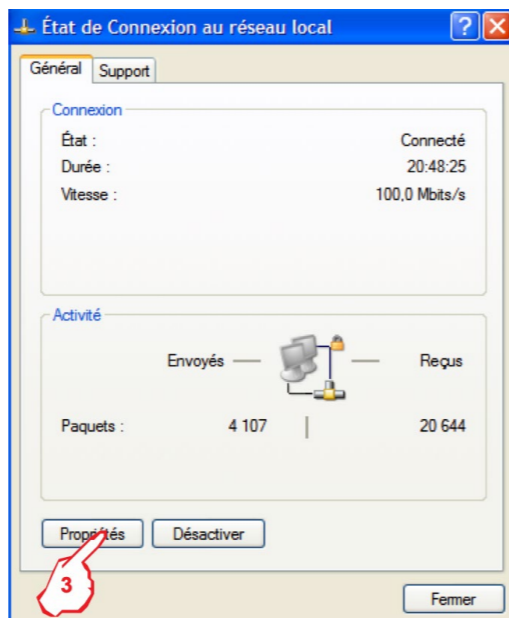 État de Connexion au réseau local
Général Support
Connexion
État : Connecté
Durée : 20:48:25
Vitesse : 100,0 Mbits/s
Activité
Envoyés Reçus
Paquets : 4 107 20 644
Propriétés Désactiver
3
Fermer